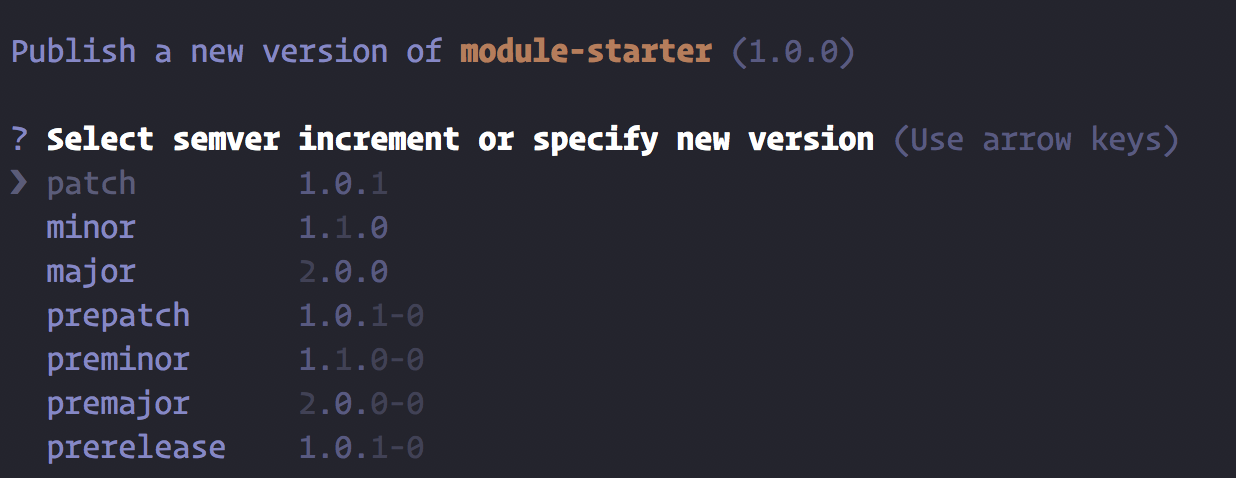 Publish a new version of module-starter (1.0.0)
? Select semver increment or specify new version (Use arrow keys)
❯ patch 1.0.1
minor 1.1.0
major 2.0.0
prepatch 1.0.1-0
preminor 1.1.0-0
premajor 2.0.0-0
prerelease 1.0.1-0